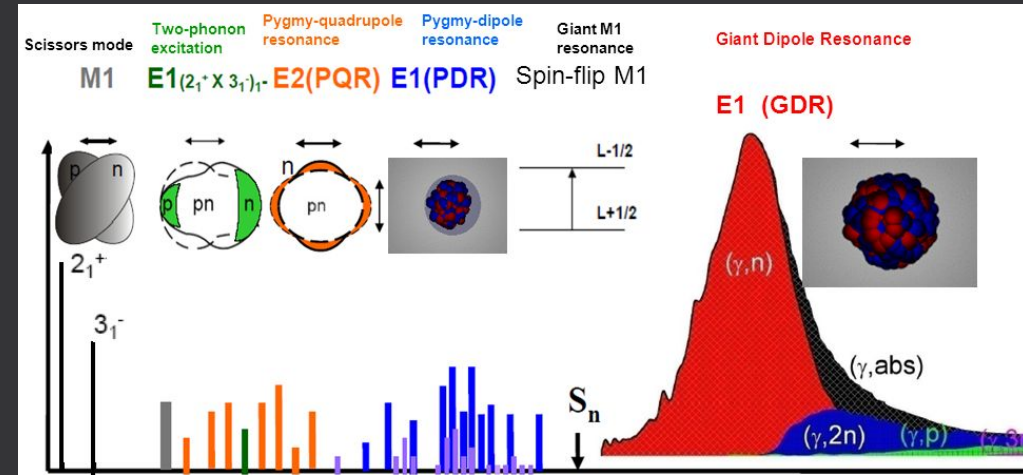 Scissors mode
Two-phonon
excitation
Pygmy-quadrupole
resonance
Pygmy-dipole
resonance
Giant M1
resonance
Giant Dipole Resonance
M1
E1(2₁⁺ X 3₁⁻)₁-
E2(PQR)
E1(PDR)
Spin-flip M1
E1 (GDR)
p n
p pn n
n
pn
L-1/2
L+1/2
2₁⁺
3₁⁻
Sₙ
(γ,n)
(γ,abs)
(γ,2n)
(γ,p)